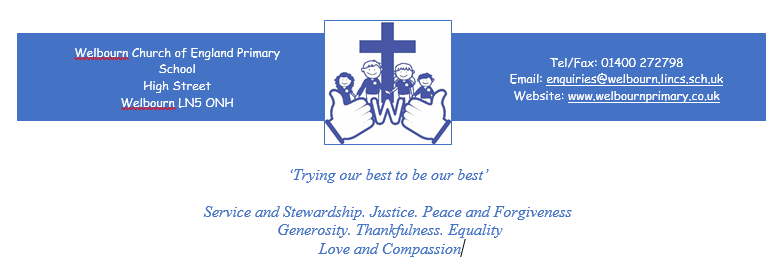 Welbourn Church of England Primary
School
High Street
Welbourn LN5 0NH
W
Tel/Fax: 01400 272798
Email: enquiries@welbourn.lincs.sch.uk
Website: www.welbournprimary.co.uk
‘Trying our best to be our best’
Service and Stewardship. Justice. Peace and Forgiveness
Generosity. Thankfulness. Equality
Love and Compassion